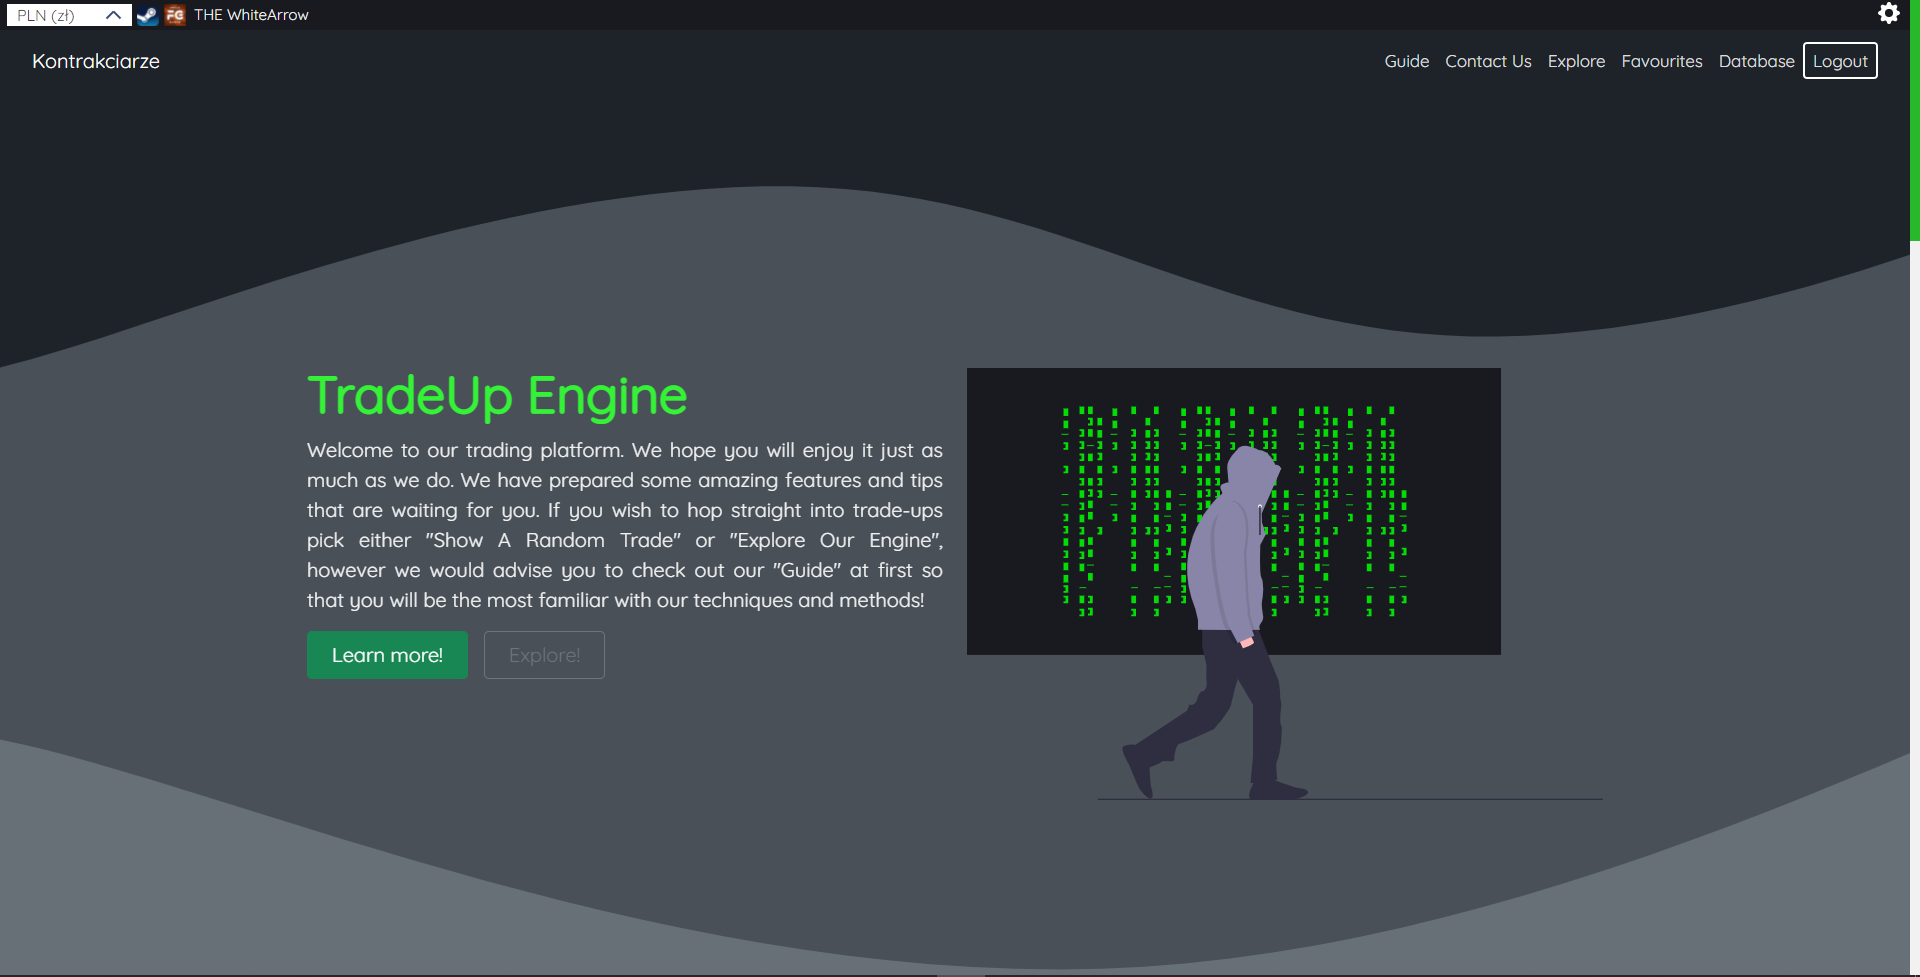 PLN (zł) FG THE WhiteArrow
Kontrakciarze
Guide Contact Us Explore Favourites Database Logout
TradeUp Engine
Welcome to our trading platform. We hope you will enjoy it just as
much as we do. We have prepared some amazing features and tips
that are waiting for you. If you wish to hop straight into trade-ups
pick either "Show A Random Trade" or "Explore Our Engine",
however we would advise you to check out our "Guide" at first so
that you will be the most familiar with our techniques and methods!
Learn more! Explore!